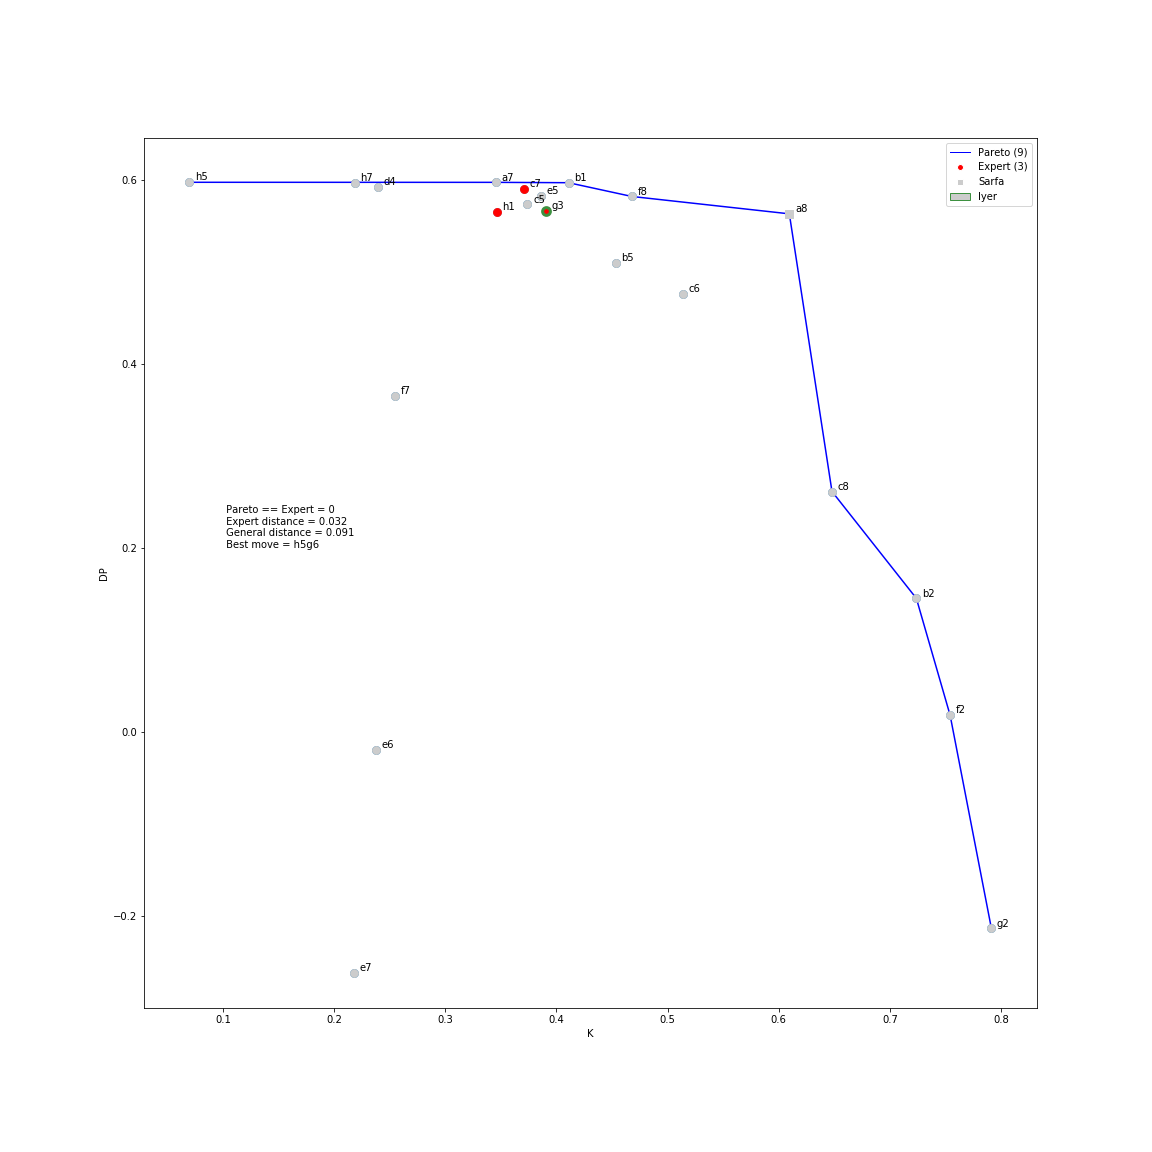 Pareto (9)
Expert (3)
Sarfa
Iyer
0.6
0.4
0.2
0.0
−0.2
DP
h5
h7
d4
a7
c7
b1
e5
c5
f8
h1
g3
a8
b5
c6
f7
c8
Pareto == Expert = 0
Expert distance = 0.032
General distance = 0.091
Best move = h5g6
b2
f2
e6
g2
e7
0.1
0.2
0.3
0.4
0.5
0.6
0.7
0.8
K